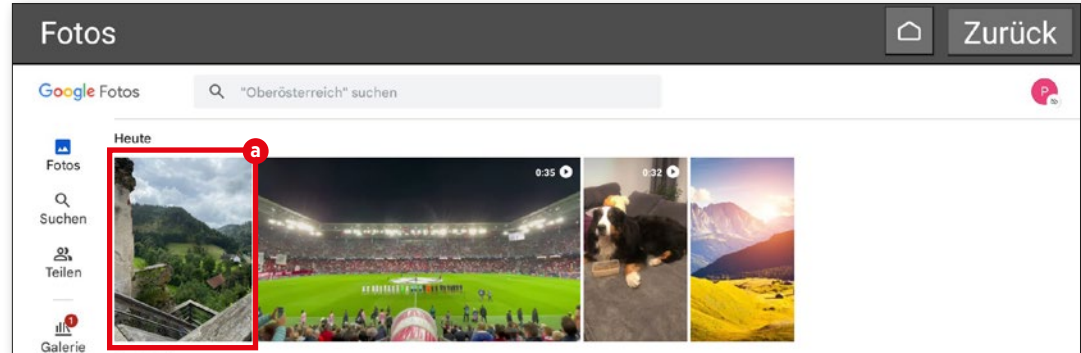 Fotos
Zurück
Google Fotos
"Oberösterreich" suchen
P
Heute
a
Fotos
0:35
0:32
Suchen
Teilen
1
Galerie